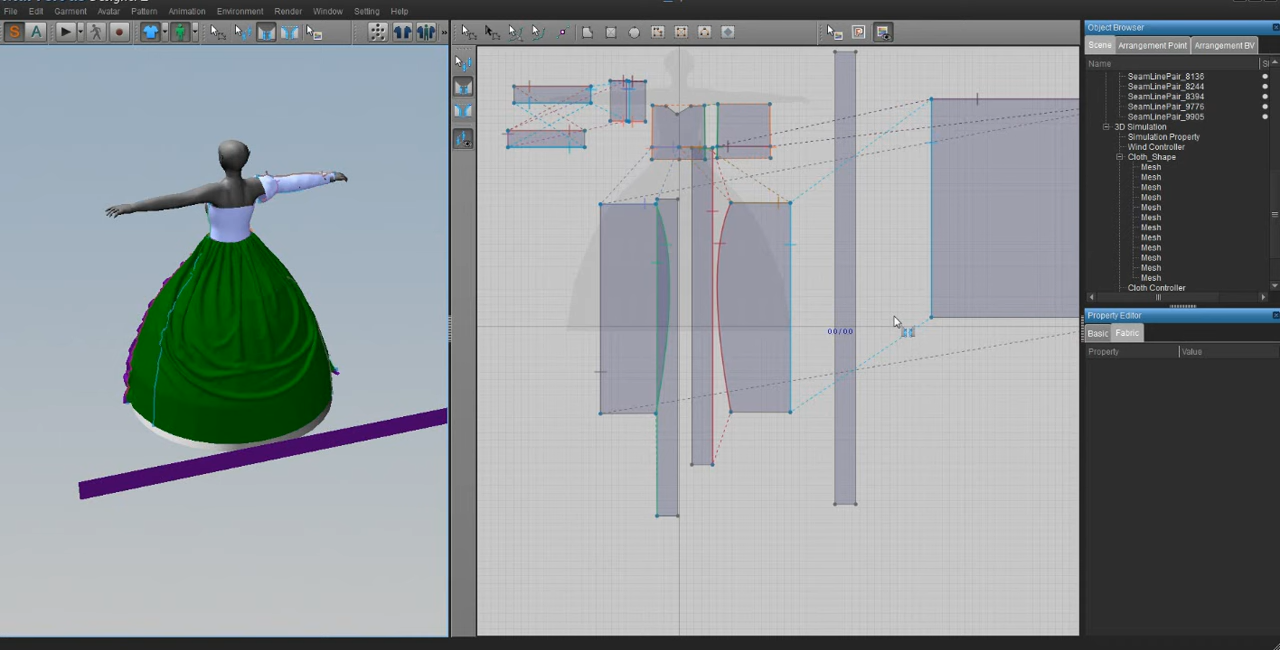 File Edit Garment Avatar Pattern Animation Environment Render Window Setting Help
S A
Object Browser
Scene Arrangement Point Arrangement BV
Name
SeamLinePair_8136
SeamLinePair_8244
SeamLinePair_8394
SeamLinePair_9776
SeamLinePair_9905
3D Simulation
Simulation Property
Wind Controller
Cloth_Shape
Mesh
Mesh
Mesh
Mesh
Mesh
Mesh
Mesh
Mesh
Mesh
Mesh
Mesh
Mesh
Cloth Controller
Property Editor
Basic Fabric
Property Value
00/00